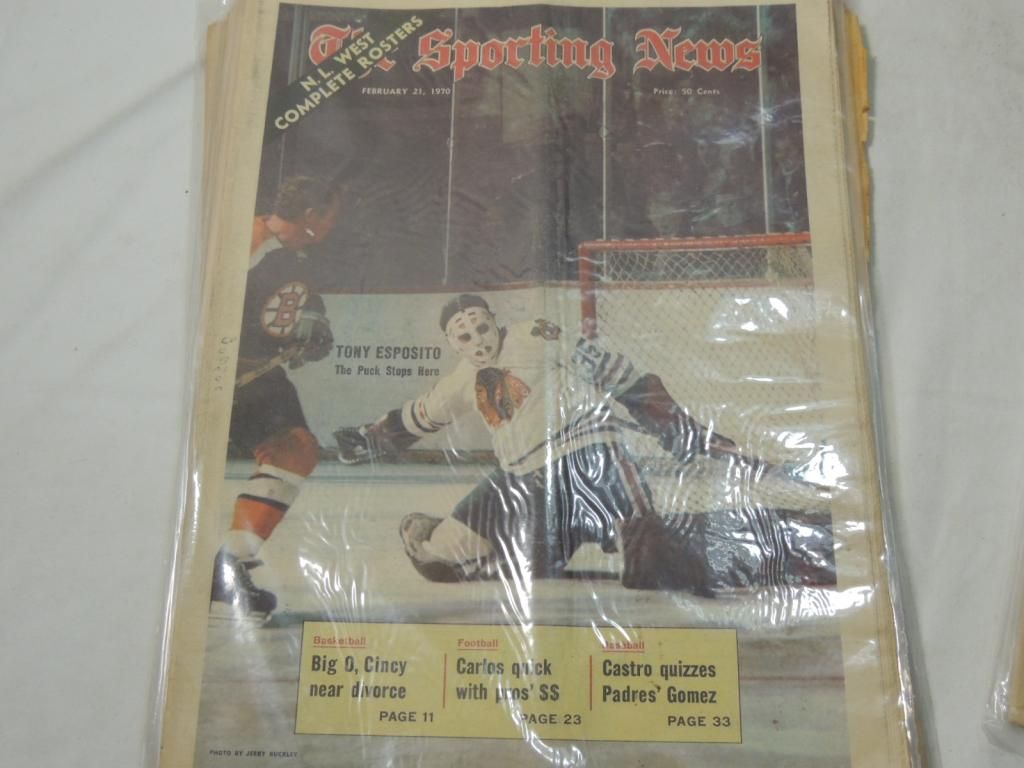 The Sporting News
N.L. WEST
COMPLETE ROSTERS
FEBRUARY 21, 1970
Price: 50 Cents
B
TONY ESPOSITO
The Puck Stops Here
Basketball
Big O, Cincy
near divorce
PAGE 11
Football
Carlos quick
with pros' $$
PAGE 23
Baseball
Castro quizzes
Padres' Gomez
PAGE 33
PHOTO BY JERRY BUCKLEY